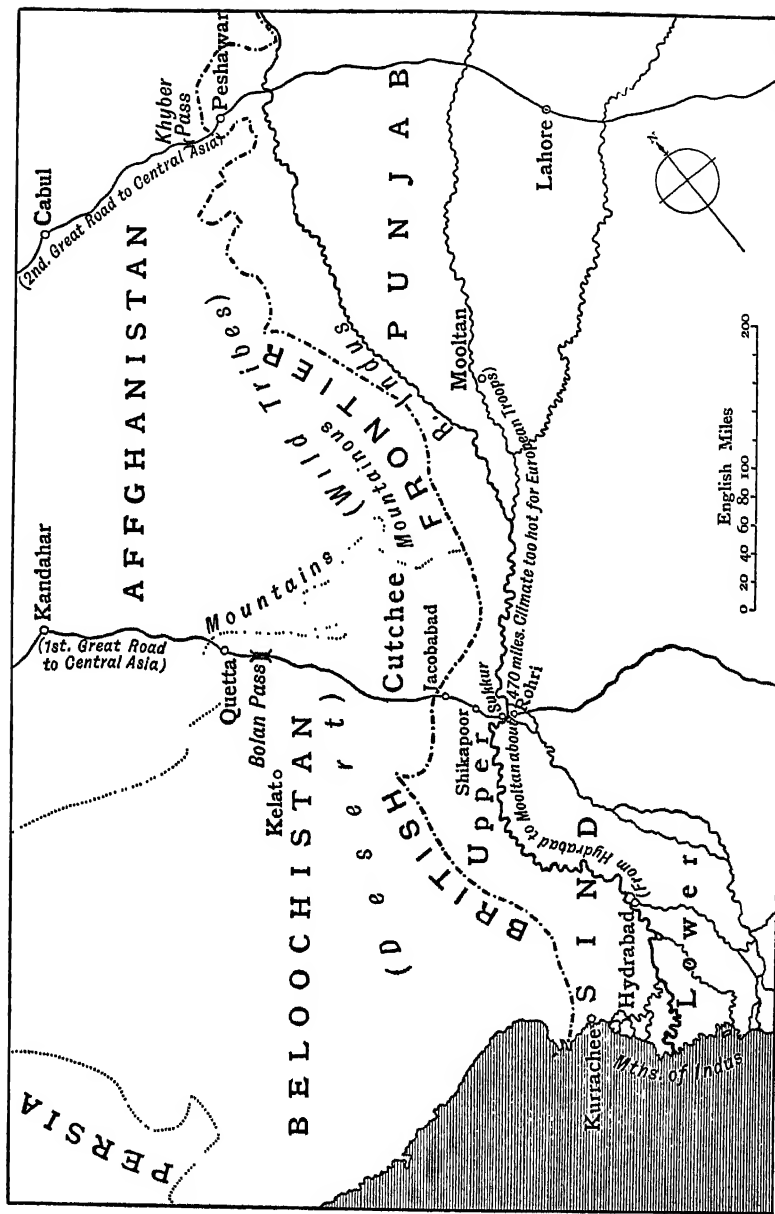 Cabul
Khyber
Pass
Peshawar
(2nd. Great Road to Central Asia)
AFFGHANISTAN
Kandahar
(1st. Great Road
to Central Asia)
Quetta
Bolan Pass
Mountains
(Wild Tribes)
Mountainous
BRITISH FRONTIER
R. Indus
PUNJAB
Lahore
Mooltan
Cutchee
Jacobabad
Kelat
BELOOCHISTAN
(Desert)
PERSIA
Shikapoor
Sukkur
Rohri
Upper
SIND
Lower
(From Hydrabad to Mooltan about 470 miles. Climate too hot for European Troops)
Hydrabad
Kurrachee
Mths. of Indus
N
English Miles
0 20 40 60 80 100 120 200